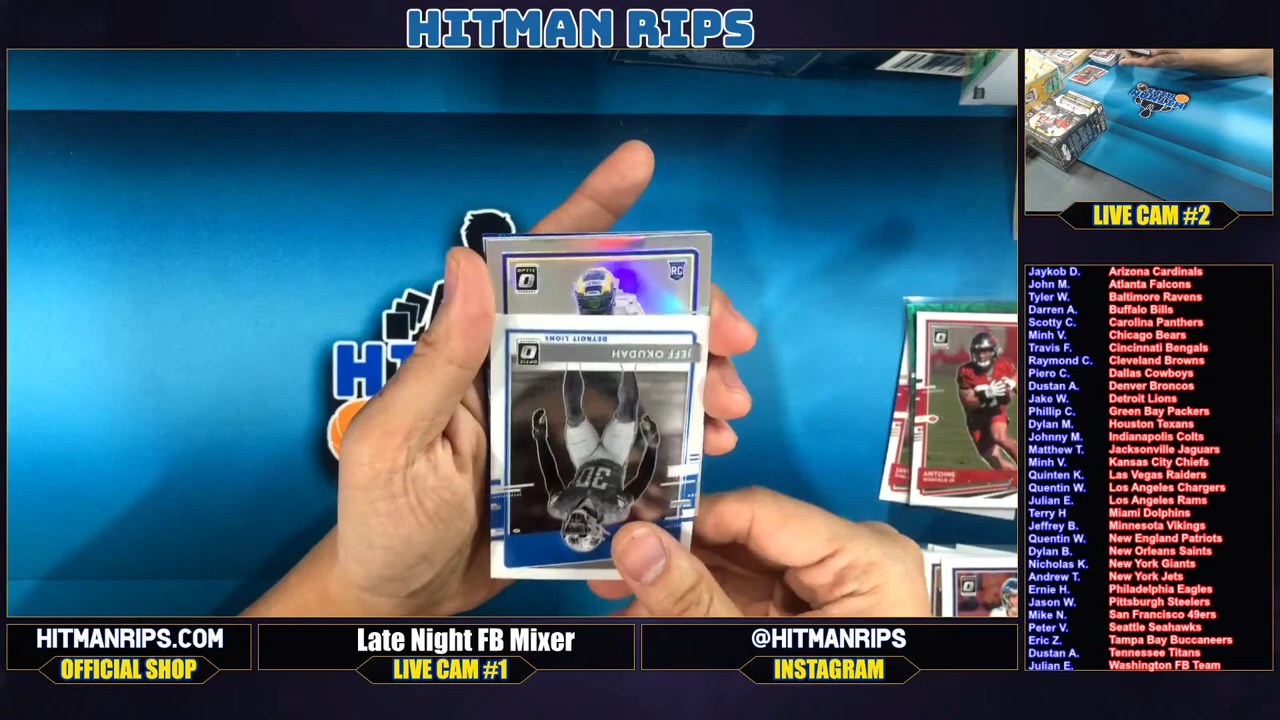 HITMAN RIPS
LIVE CAM #2
OPTIC
RC
DETROIT LIONS
JEFF OKUDAH
OPTIC
30
ANTOINE
WINFIELD JR
Jaykob D. Arizona Cardinals
John M. Atlanta Falcons
Tyler W. Baltimore Ravens
Darren A. Buffalo Bills
Scotty C. Carolina Panthers
Minh V. Chicago Bears
Travis F. Cincinnati Bengals
Raymond C. Cleveland Browns
Piero C. Dallas Cowboys
Dustan A. Denver Broncos
Jake W. Detroit Lions
Phillip C. Green Bay Packers
Dylan M. Houston Texans
Johnny M. Indianapolis Colts
Matthew T. Jacksonville Jaguars
Minh V. Kansas City Chiefs
Quinten K. Las Vegas Raiders
Quentin W. Los Angeles Chargers
Julian E. Los Angeles Rams
Terry H Miami Dolphins
Jeffrey B. Minnesota Vikings
Quentin W. New England Patriots
Dylan B. New Orleans Saints
Nicholas K. New York Giants
Andrew T. New York Jets
Ernie H. Philadelphia Eagles
Jason W. Pittsburgh Steelers
Mike N. San Francisco 49ers
Peter V. Seattle Seahawks
Eric Z. Tampa Bay Buccaneers
Dustan A. Tennessee Titans
Julian E. Washington FB Team
HITMANRIPS.COM
OFFICIAL SHOP
Late Night FB Mixer
LIVE CAM #1
@HITMANRIPS
INSTAGRAM